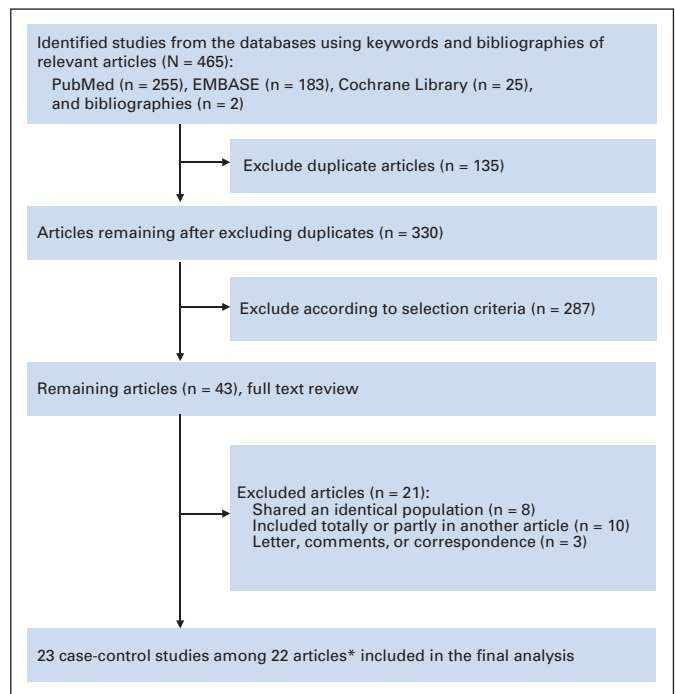 Identified studies from the databases using keywords and bibliographies of
relevant articles (N = 465):
PubMed (n = 255), EMBASE (n = 183), Cochrane Library (n = 25),
and bibliographies (n = 2)
Exclude duplicate articles (n = 135)
Articles remaining after excluding duplicates (n = 330)
Exclude according to selection criteria (n = 287)
Remaining articles (n = 43), full text review
Excluded articles (n = 21):
Shared an identical population (n = 8)
Included totally or partly in another article (n = 10)
Letter, comments, or correspondence (n = 3)
23 case-control studies among 22 articles* included in the final analysis